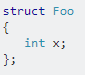 struct Foo
{
    int x;
};